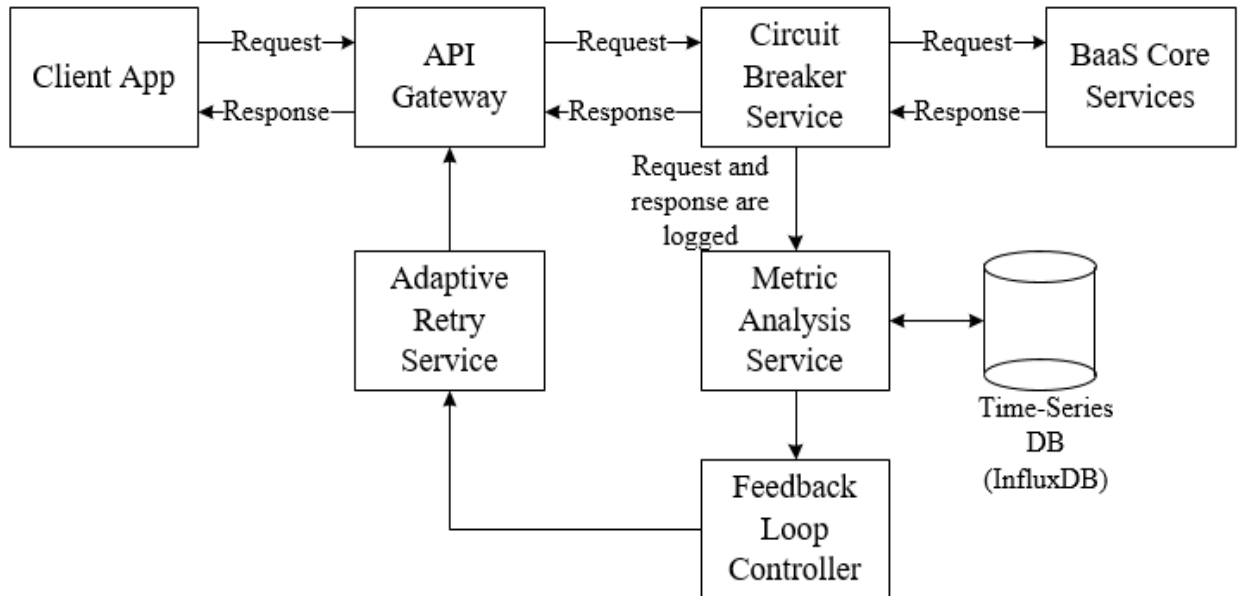 Client App
Request
Response
API
Gateway
Request
Response
Circuit
Breaker
Service
Request
Response
BaaS Core
Services
Request and
response are
logged
Adaptive
Retry
Service
Metric
Analysis
Service
Time-Series
DB
(InfluxDB)
Feedback
Loop
Controller